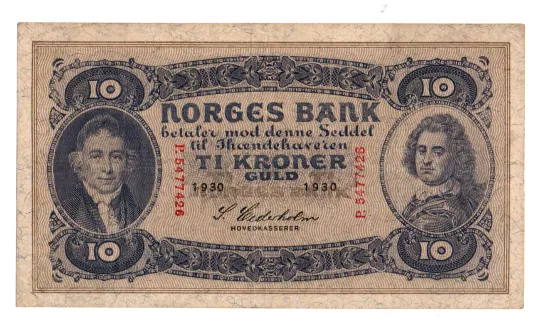 10 10
NORGES BANK
betaler mod denne Seddel
til Ihændehaveren
TI KRONER
GULD
1930 1930
P.5477426 P.5477426
S. Cederholm
HOVEDKASSERER
10 10